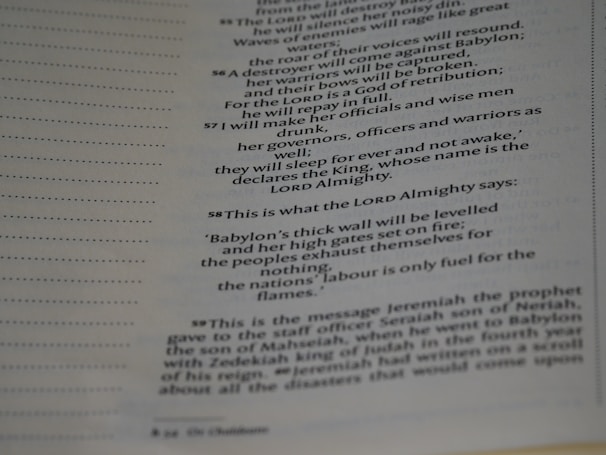 from the land
55 The LORD will destroy Babylon;
he will silence her noisy din.
Waves of enemies will rage like great
waters;
the roar of their voices will resound.
56 A destroyer will come against Babylon;
her warriors will be captured,
and their bows will be broken.
For the LORD is a God of retribution;
he will repay in full.
57 I will make her officials and wise men
drunk,
her governors, officers and warriors as
well;
they will sleep for ever and not awake,’
declares the King, whose name is the
LORD Almighty.
58 This is what the LORD Almighty says:
‘Babylon’s thick wall will be levelled
and her high gates set on fire;
the peoples exhaust themselves for
nothing,
the nations’ labour is only fuel for the
flames.’
59 This is the message Jeremiah the prophet
gave to the staff officer Seraiah son of Neriah,
the son of Mahseiah, when he went to Babylon
with Zedekiah king of Judah in the fourth year
of his reign. 60 Jeremiah had written on a scroll
about all the disasters that would come upon
24 Or Chaldeans